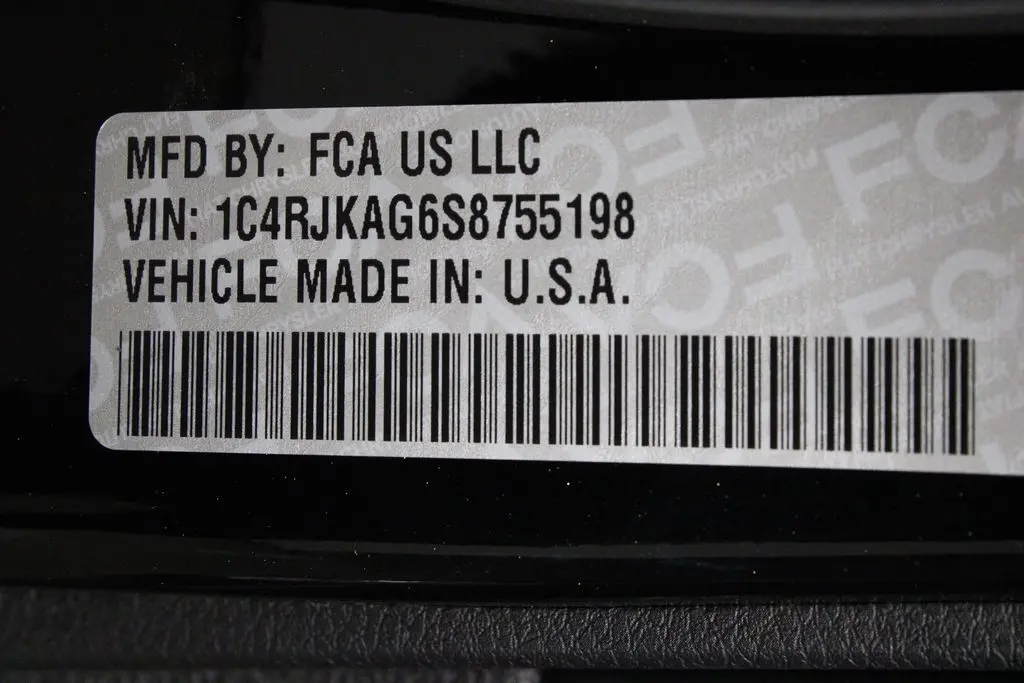 MFD BY: FCA US LLC
VIN: 1C4RJKAG6S8755198
VEHICLE MADE IN: U.S.A.